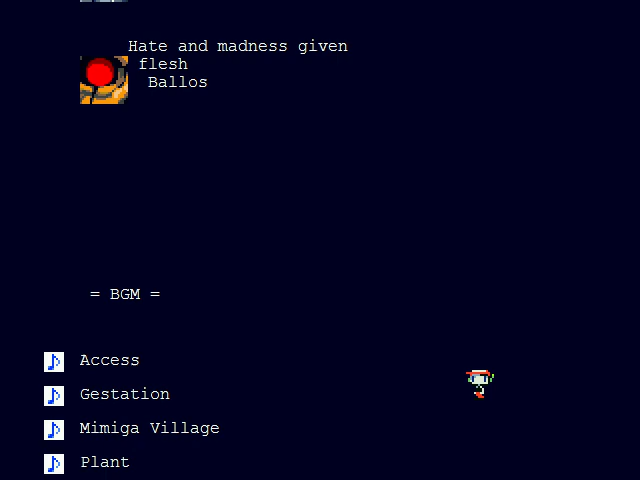 Hate and madness given
flesh
Ballos
= BGM =
Access
Gestation
Mimiga Village
Plant